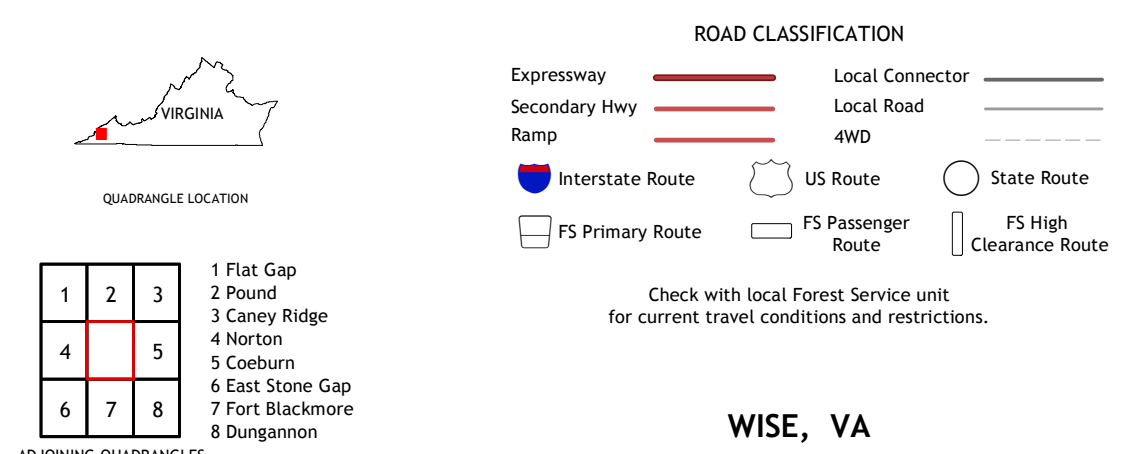 VIRGINIA
QUADRANGLE LOCATION
1 2 3
4 5
6 7 8
1 Flat Gap
2 Pound
3 Caney Ridge
4 Norton
5 Coeburn
6 East Stone Gap
7 Fort Blackmore
8 Dungannon
ADJOINING QUADRANGLES
ROAD CLASSIFICATION
Expressway
Secondary Hwy
Ramp
Local Connector
Local Road
4WD
Interstate Route
US Route
State Route
FS Primary Route
FS Passenger
Route
FS High
Clearance Route
Check with local Forest Service unit
for current travel conditions and restrictions.
WISE, VA